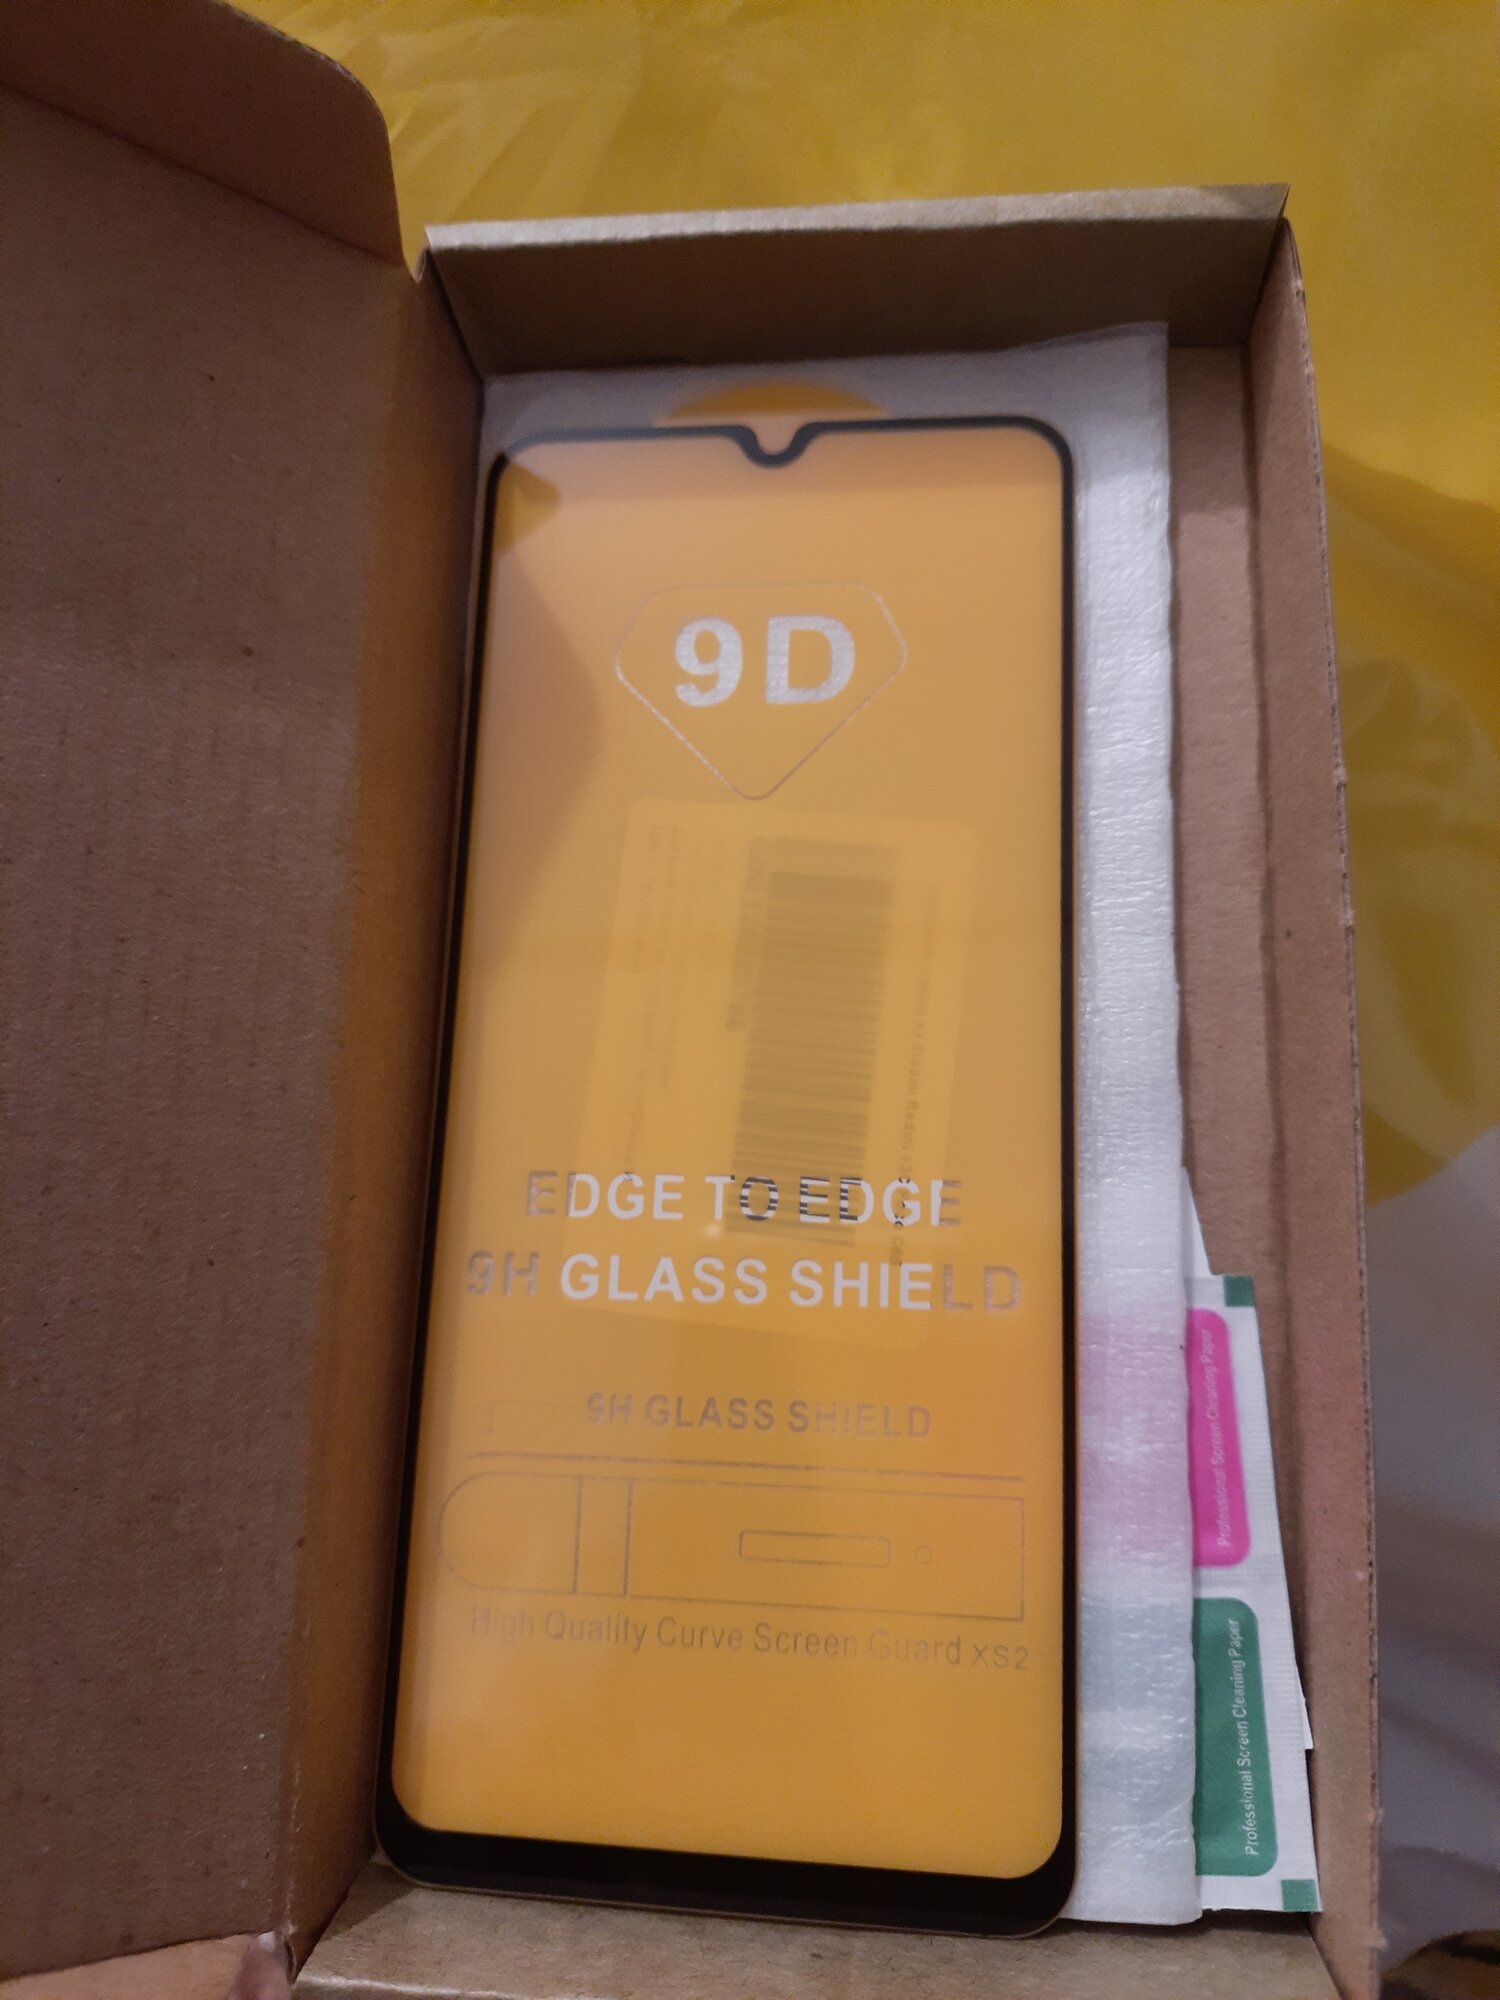 9D
EDGE TO EDGE
9H GLASS SHIELD
9H GLASS SHIELD
High Quality Curve Screen Guard XS2
Professional Screen Cleaning Paper
Professional Screen Cleaning Paper
Redmi